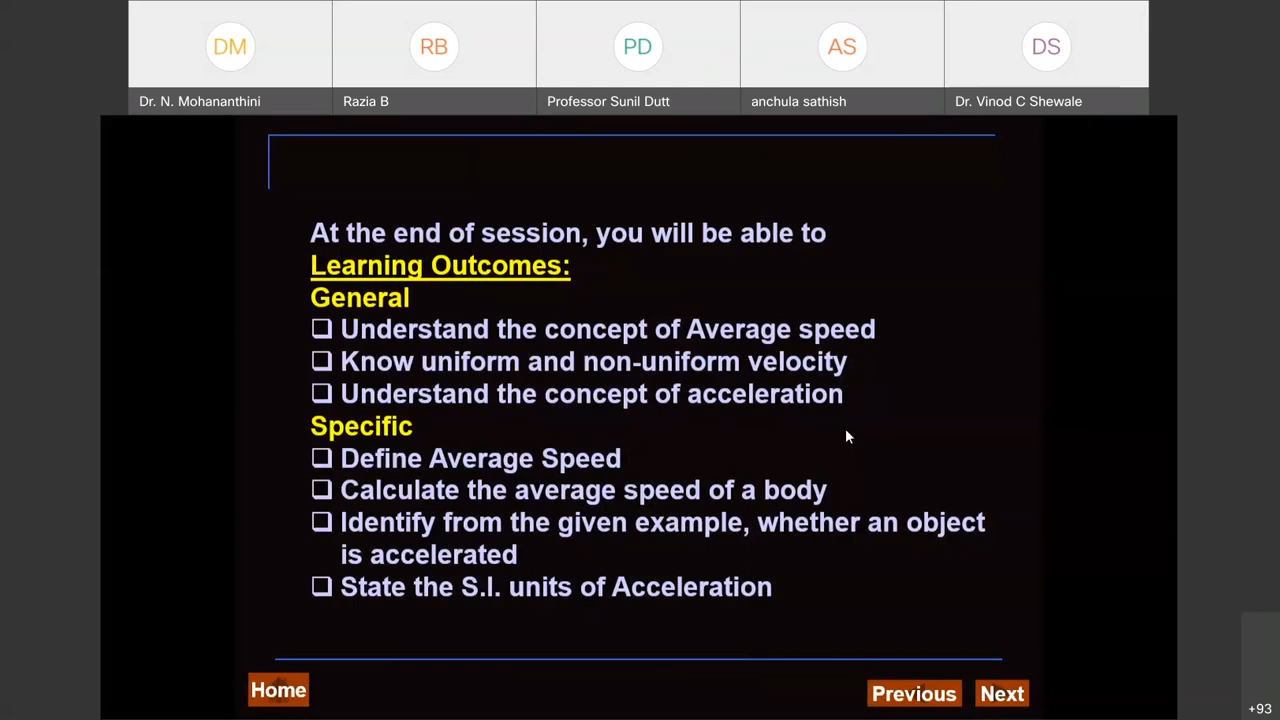 DM
RB
PD
AS
DS
Dr. N. Mohananthini
Razia B
Professor Sunil Dutt
anchula sathish
Dr. Vinod C Shewale
At the end of session, you will be able to
Learning Outcomes:
General
❑ Understand the concept of Average speed
❑ Know uniform and non-uniform velocity
❑ Understand the concept of acceleration
Specific
❑ Define Average Speed
❑ Calculate the average speed of a body
❑ Identify from the given example, whether an object
is accelerated
❑ State the S.I. units of Acceleration
Home
Previous
Next
+93